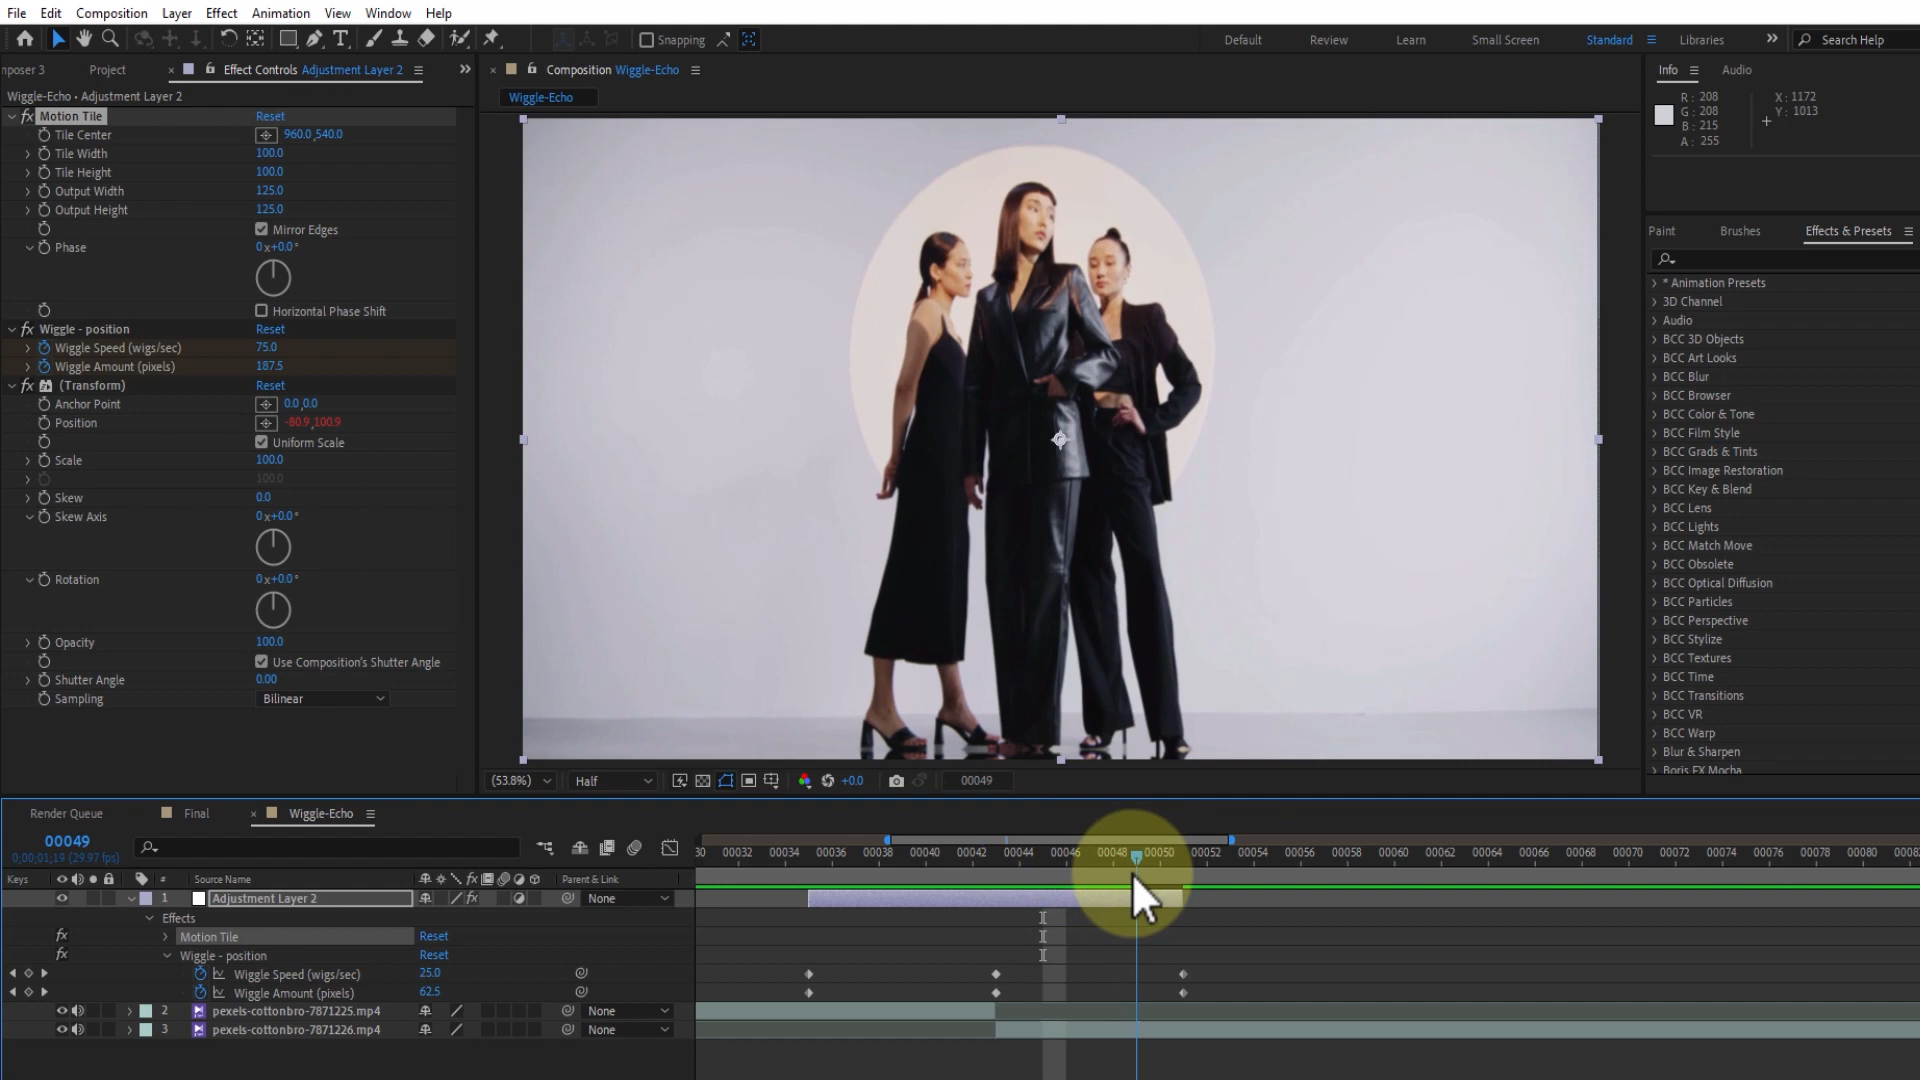 File Edit Composition Layer Effect Animation View Window Help
Snapping
Default Review Learn Small Screen Standard Libraries Search Help
mposer 3 Project Effect Controls Adjustment Layer 2
Wiggle-Echo • Adjustment Layer 2
fx Motion Tile Reset
Tile Center 960.0,540.0
Tile Width 100.0
Tile Height 100.0
Output Width 125.0
Output Height 125.0
Mirror Edges
Phase 0x+0.0°
Horizontal Phase Shift
fx Wiggle - position Reset
Wiggle Speed (wigs/sec) 75.0
Wiggle Amount (pixels) 187.5
fx (Transform) Reset
Anchor Point 0.0,0.0
Position -80.9,100.9
Uniform Scale
Scale 100.0
100.0
Skew 0.0
Skew Axis 0x+0.0°
Rotation 0x+0.0°
Opacity 100.0
Use Composition's Shutter Angle
Shutter Angle 0.00
Sampling Bilinear
Composition Wiggle-Echo
Wiggle-Echo
(53.8%) Half +0.0 00049
Info Audio
R: 208 X: 1172
G: 208 Y: 1013
B: 215
A: 255
Paint Brushes Effects & Presets
* Animation Presets
3D Channel
Audio
BCC 3D Objects
BCC Art Looks
BCC Blur
BCC Browser
BCC Color & Tone
BCC Film Style
BCC Grads & Tints
BCC Image Restoration
BCC Key & Blend
BCC Lens
BCC Lights
BCC Match Move
BCC Obsolete
BCC Optical Diffusion
BCC Particles
BCC Perspective
BCC Stylize
BCC Textures
BCC Time
BCC Transitions
BCC VR
BCC Warp
Blur & Sharpen
Boris FX Mocha
Render Queue Final Wiggle-Echo
00049
0;00;01;19 (29.97 fps)
30 00032 00034 00036 00038 00040 00042 00044 00046 00048 00050 00052 00054 00056 00058 00060 00062 00064 00066 00068 00070 00072 00074 00076 00078 00080 0008
Keys # Source Name fx Parent & Link
1 Adjustment Layer 2 fx None
Effects
fx Motion Tile Reset
fx Wiggle - position Reset
Wiggle Speed (wigs/sec) 25.0
Wiggle Amount (pixels) 62.5
2 pexels-cottonbro-7871225.mp4 None
3 pexels-cottonbro-7871226.mp4 None